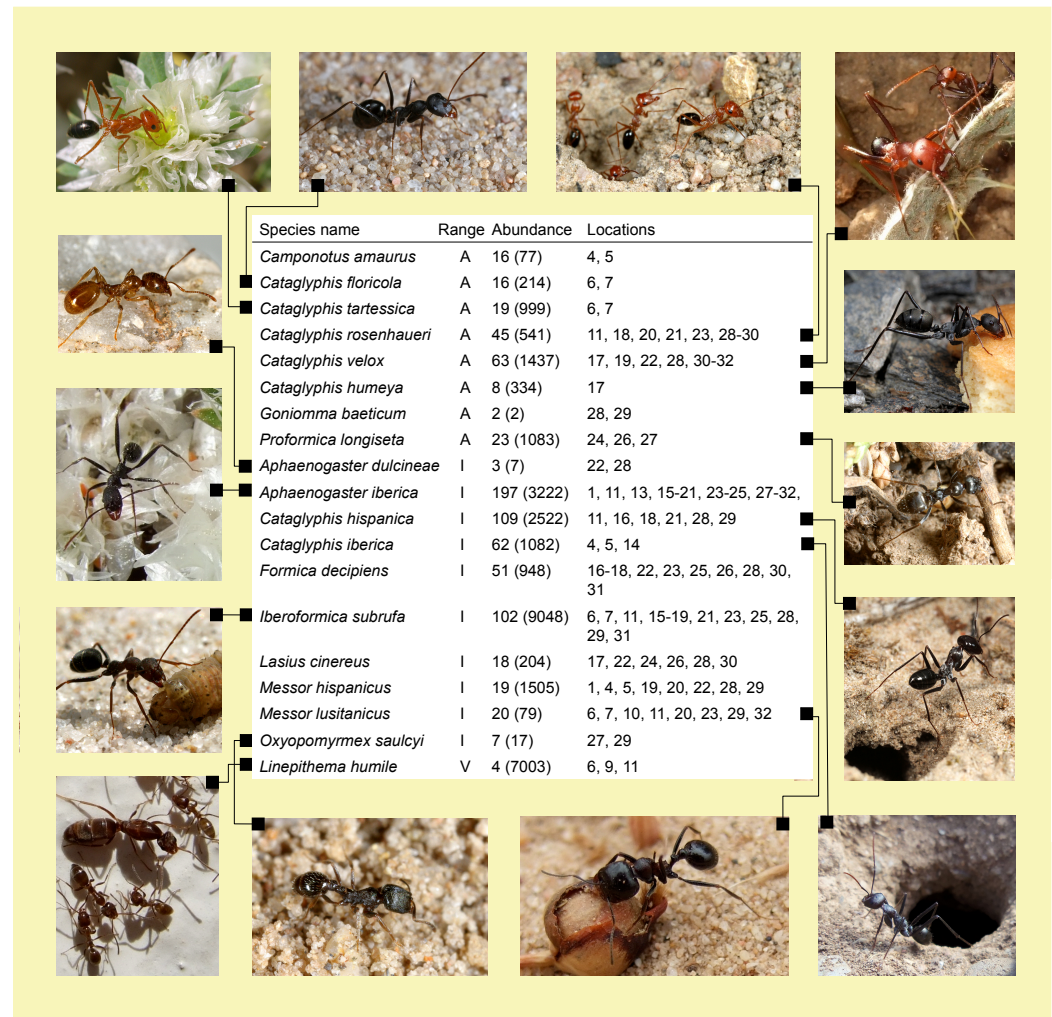 Species name Range Abundance Locations
Camponotus amaurus A 16 (77) 4, 5
Cataglyphis floricola A 16 (214) 6, 7
Cataglyphis tartessica A 19 (999) 6, 7
Cataglyphis rosenhaueri A 45 (541) 11, 18, 20, 21, 23, 28-30
Cataglyphis velox A 63 (1437) 17, 19, 22, 28, 30-32
Cataglyphis humeya A 8 (334) 17
Goniomma baeticum A 2 (2) 28, 29
Proformica longiseta A 23 (1083) 24, 26, 27
Aphaenogaster dulcineae I 3 (7) 22, 28
Aphaenogaster iberica I 197 (3222) 1, 11, 13, 15-21, 23-25, 27-32,
Cataglyphis hispanica I 109 (2522) 11, 16, 18, 21, 28, 29
Cataglyphis iberica I 62 (1082) 4, 5, 14
Formica decipiens I 51 (948) 16-18, 22, 23, 25, 26, 28, 30,
31
Iberoformica subrufa I 102 (9048) 6, 7, 11, 15-19, 21, 23, 25, 28,
29, 31
Lasius cinereus I 18 (204) 17, 22, 24, 26, 28, 30
Messor hispanicus I 19 (1505) 1, 4, 5, 19, 20, 22, 28, 29
Messor lusitanicus I 20 (79) 6, 7, 10, 11, 20, 23, 29, 32
Oxyopomyrmex saulcyi I 7 (17) 27, 29
Linepithema humile V 4 (7003) 6, 9, 11